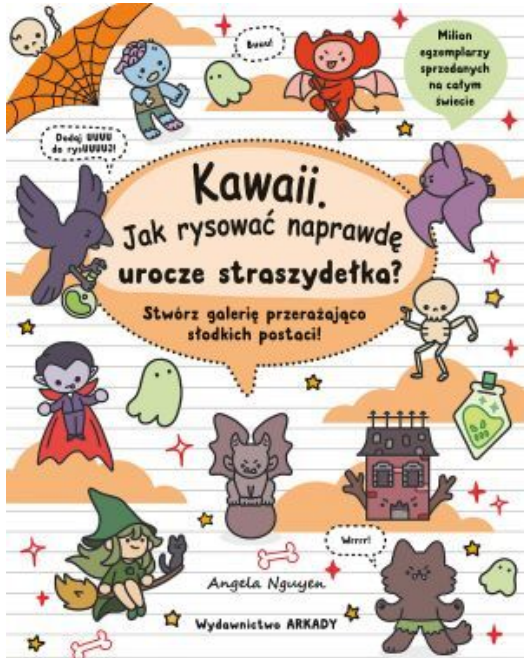 Buuu!
Milion
egzemplarzy
sprzedanych
na całym
świecie
Dodaj UUUU
do rysUUUUJ!
Kawaii.
Jak rysować naprawdę
urocze straszydełka?
Stwórz galerię przerażająco
słodkich postaci!
Wrrrr!
Angela Nguyen
Wydawnictwo ARKADY